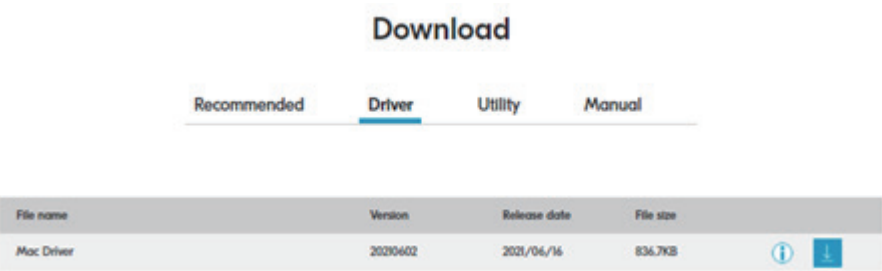 Download
Recommended Driver Utility Manual
File name Version Release date File size
Mac Driver 20210602 2021/06/16 836.7KB